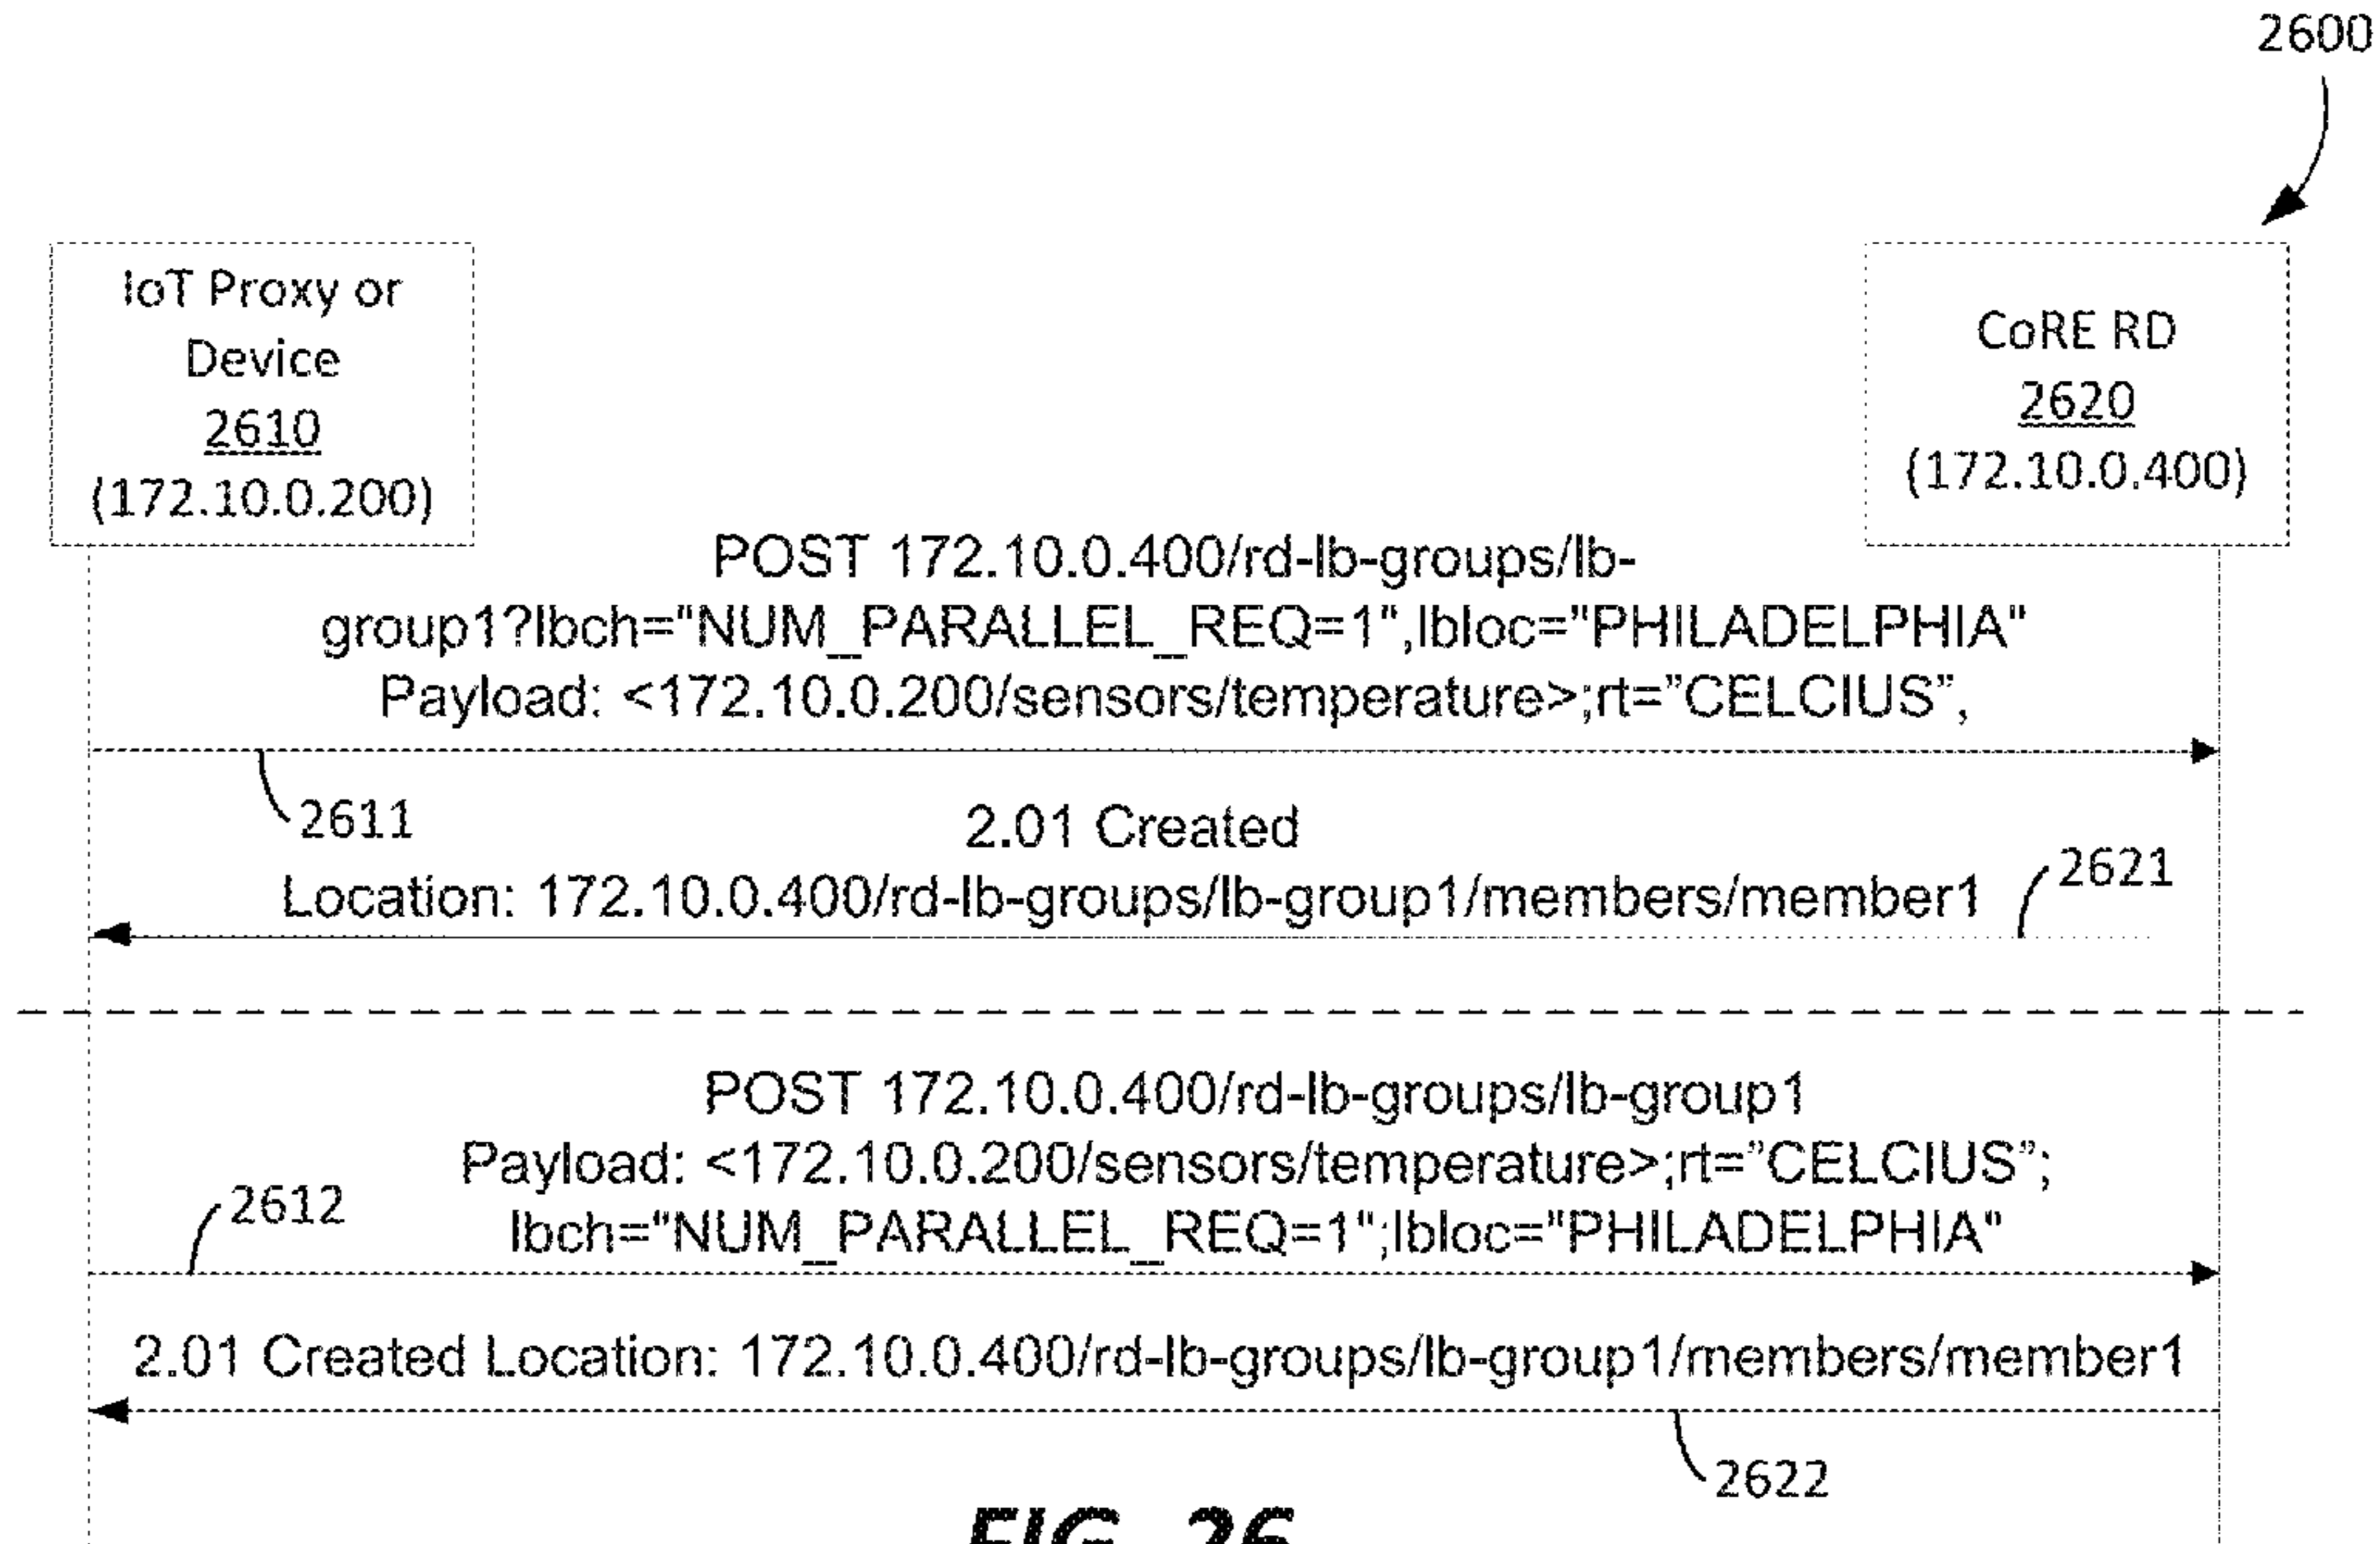 2600
IoT Proxy or
Device
2610
(172.10.0.200)
CoRE RD
2620
(172.10.0.400)
POST 172.10.0.400/rd-lb-groups/lb-
group1?lbch="NUM_PARALLEL_REQ=1",lbloc="PHILADELPHIA"
Payload: <172.10.0.200/sensors/temperature>;rt=”CELCIUS”,
2611
2.01 Created
Location: 172.10.0.400/rd-lb-groups/lb-group1/members/member1
2621
POST 172.10.0.400/rd-lb-groups/lb-group1
Payload: <172.10.0.200/sensors/temperature>;rt=”CELCIUS”;
lbch="NUM_PARALLEL_REQ=1";lbloc="PHILADELPHIA"
2612
2.01 Created Location: 172.10.0.400/rd-lb-groups/lb-group1/members/member1
2622
FIG. 26